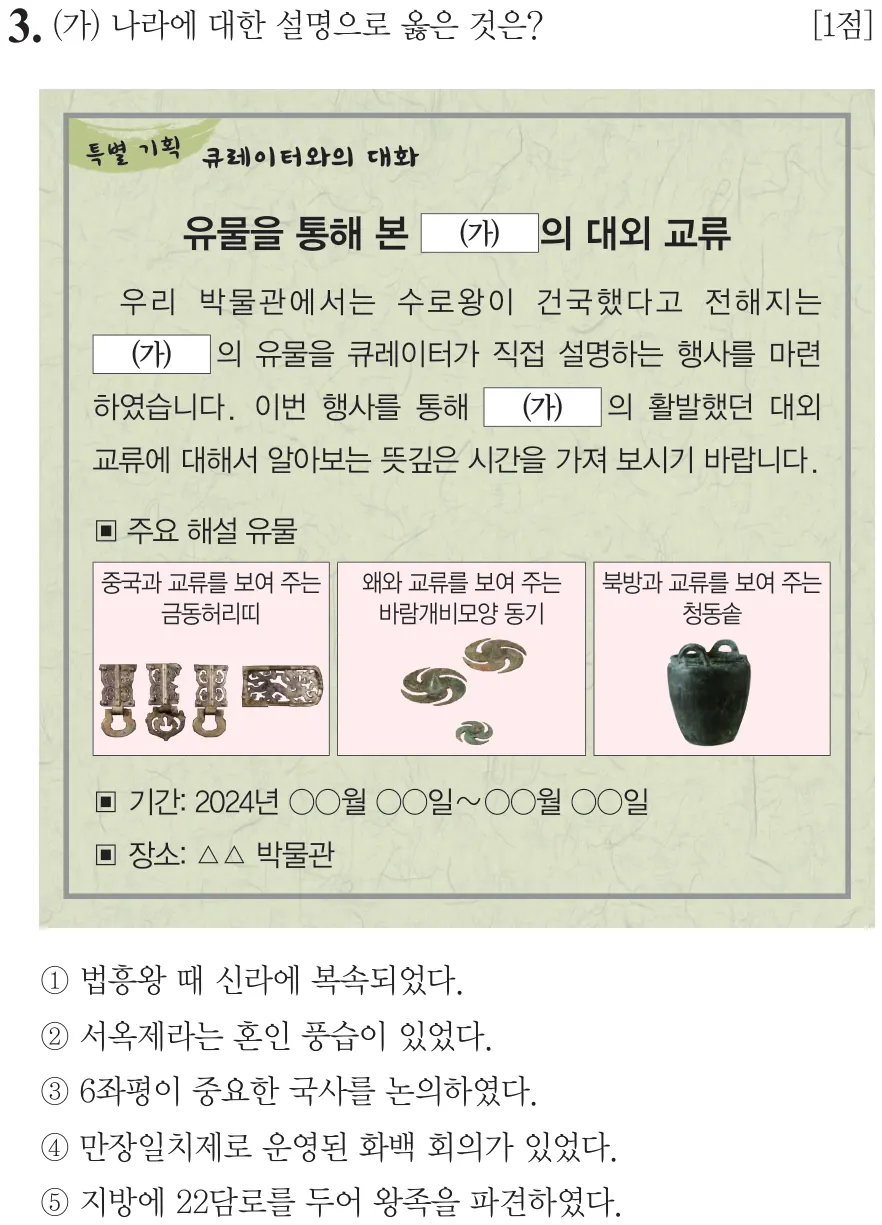 3. (가) 나라에 대한 설명으로 옳은 것은? [1점]
특별 기획 큐레이터와의 대화
유물을 통해 본 (가) 의 대외 교류
우리 박물관에서는 수로왕이 건국했다고 전해지는
(가) 의 유물을 큐레이터가 직접 설명하는 행사를 마련
하였습니다. 이번 행사를 통해 (가) 의 활발했던 대외
교류에 대해서 알아보는 뜻깊은 시간을 가져 보시기 바랍니다.
▣ 주요 해설 유물
중국과 교류를 보여 주는
금동허리띠
왜와 교류를 보여 주는
바람개비모양 동기
북방과 교류를 보여 주는
청동솥
▣ 기간: 2024년 ○○월 ○○일~○○월 ○○일
▣ 장소: △△ 박물관
① 법흥왕 때 신라에 복속되었다.
② 서옥제라는 혼인 풍습이 있었다.
③ 6좌평이 중요한 국사를 논의하였다.
④ 만장일치제로 운영된 화백 회의가 있었다.
⑤ 지방에 22담로를 두어 왕족을 파견하였다.